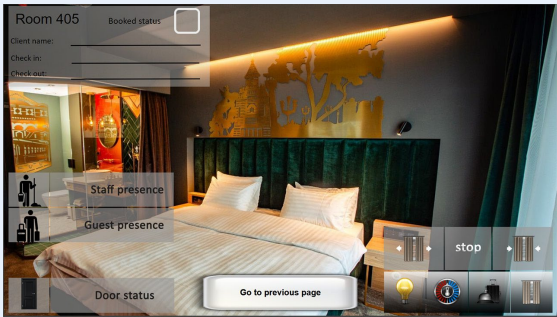 Room 405
Booked status
Client name:
Check in:
Check out:
Staff presence
Guest presence
stop
Door status
Go to previous page